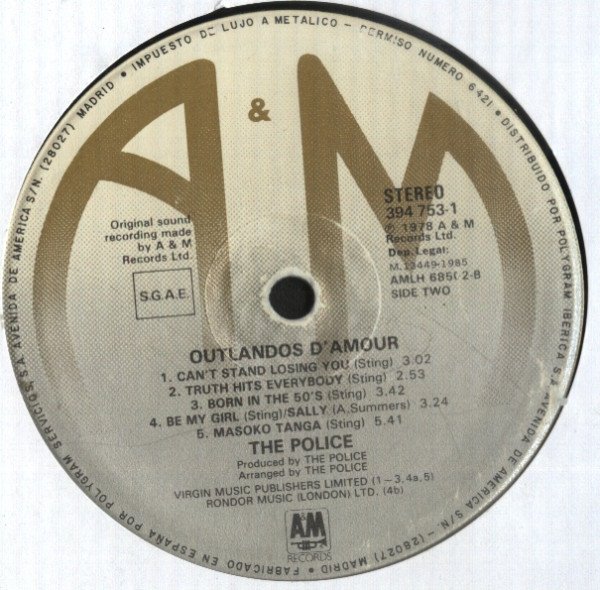 IMPUESTO DE LUJO A METALICO - PERMISO NUMERO 6421 • DISTRIBUIDO POR POLYGRAM IBERICA S/A AVENIDA DE AMERICA S/N. - (28027) MADRID • FABRICADO EN ESPAÑA POR POLYGRAM SERVICIOS S.A. AVENIDA DE AMERICA S/N. (28027) MADRID •
A & M
Original sound
recording made
by A & M
Records Ltd.
S.G.A.E.
STEREO
394 753-1
℗ 1978 A & M
Records Ltd.
Dep. Legal:
M.13449-1985
AMLH 68502-B
SIDE TWO
OUTLANDOS D'AMOUR
1. CAN'T STAND LOSING YOU (Sting) 3.02
2. TRUTH HITS EVERYBODY (Sting) 2.53
3. BORN IN THE 50'S (Sting) 3.42
4. BE MY GIRL (Sting)/SALLY (A.Summers) 3.24
5. MASOKO TANGA (Sting) 5.41
THE POLICE
Produced by THE POLICE
Arranged by THE POLICE
VIRGIN MUSIC PUBLISHERS LIMITED (1-3,4a,5)
RONDOR MUSIC (LONDON) LTD. (4b)
A&M
RECORDS